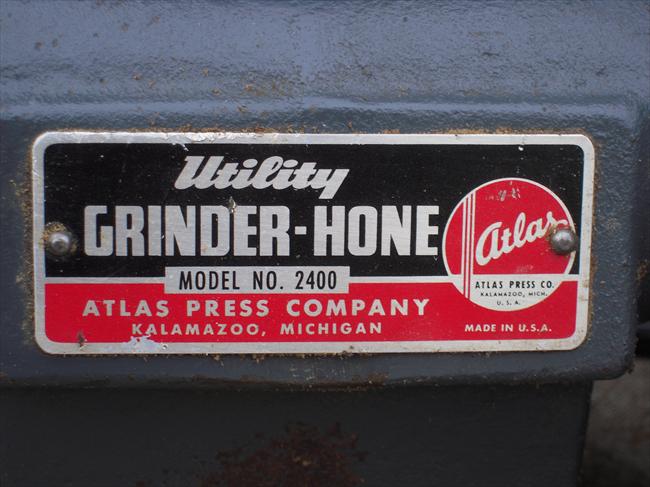 Utility
GRINDER-HONE
MODEL NO. 2400
ATLAS PRESS COMPANY
KALAMAZOO, MICHIGAN
Atlas
ATLAS PRESS CO.
KALAMAZOO, MICH.
U. S. A.
MADE IN U.S.A.